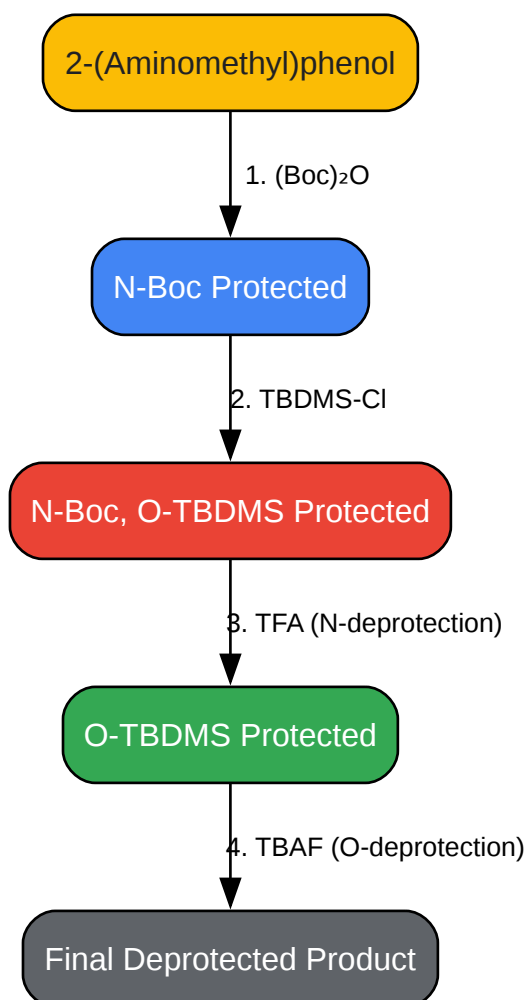 2-(Aminomethyl)phenol
1. (Boc)₂O
N-Boc Protected
2. TBDMS-Cl
N-Boc, O-TBDMS Protected
3. TFA (N-deprotection)
O-TBDMS Protected
4. TBAF (O-deprotection)
Final Deprotected Product